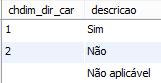 chdim_dir_car descricao
1 Sim
2 Não
Não aplicável